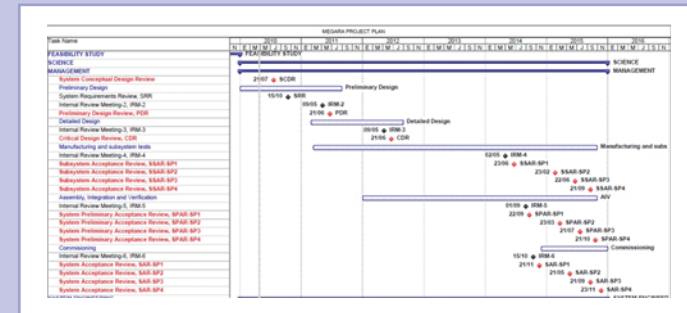 MEGARA PROJECT PLAN
Task Name 2010 2011 2012 2013 2014 2015 2016
N E M M J S N E M M J S N E M M J S N E M M J S N E M M J S N E M M J S N E M M J S N
FEASIBILITY STUDY FEASIBILITY STUDY
SCIENCE SCIENCE
MANAGEMENT MANAGEMENT
System Conceptual Design Review 21/07 SCDR
Preliminary Design Preliminary Design
System Requirements Review, SRR 15/10 SRR
Internal Review Meeting-2, IRM-2 09/05 IRM-2
Preliminary Design Review, PDR 21/06 PDR
Detailed Design Detailed Design
Internal Review Meeting-3, IRM-3 09/05 IRM-3
Critical Design Review, CDR 21/06 CDR
Manufacturing and subsystem tests Manufacturing and subs
Internal Review Meeting-4, IRM-4 02/05 IRM-4
Subsystem Acceptance Review, SSAR-SP1 23/06 SSAR-SP1
Subsystem Acceptance Review, SSAR-SP2 23/02 SSAR-SP2
Subsystem Acceptance Review, SSAR-SP3 22/06 SSAR-SP3
Subsystem Acceptance Review, SSAR-SP4 21/09 SSAR-SP4
Assembly, Integration and Verification AIV
Internal Review Meeting-5, IRM-5 01/09 IRM-5
System Preliminary Acceptance Review, SPAR-SP1 22/09 SPAR-SP1
System Preliminary Acceptance Review, SPAR-SP2 23/03 SPAR-SP2
System Preliminary Acceptance Review, SPAR-SP3 21/07 SPAR-SP3
System Preliminary Acceptance Review, SPAR-SP4 21/10 SPAR-SP4
Commissioning Commissioning
Internal Review Meeting-6, IRM-6 15/10 IRM-6
System Acceptance Review, SAR-SP1 21/11 SAR-SP1
System Acceptance Review, SAR-SP2 21/05 SAR-SP2
System Acceptance Review, SAR-SP3 21/09 SAR-SP3
System Acceptance Review, SAR-SP4 23/11 SAR-SP4